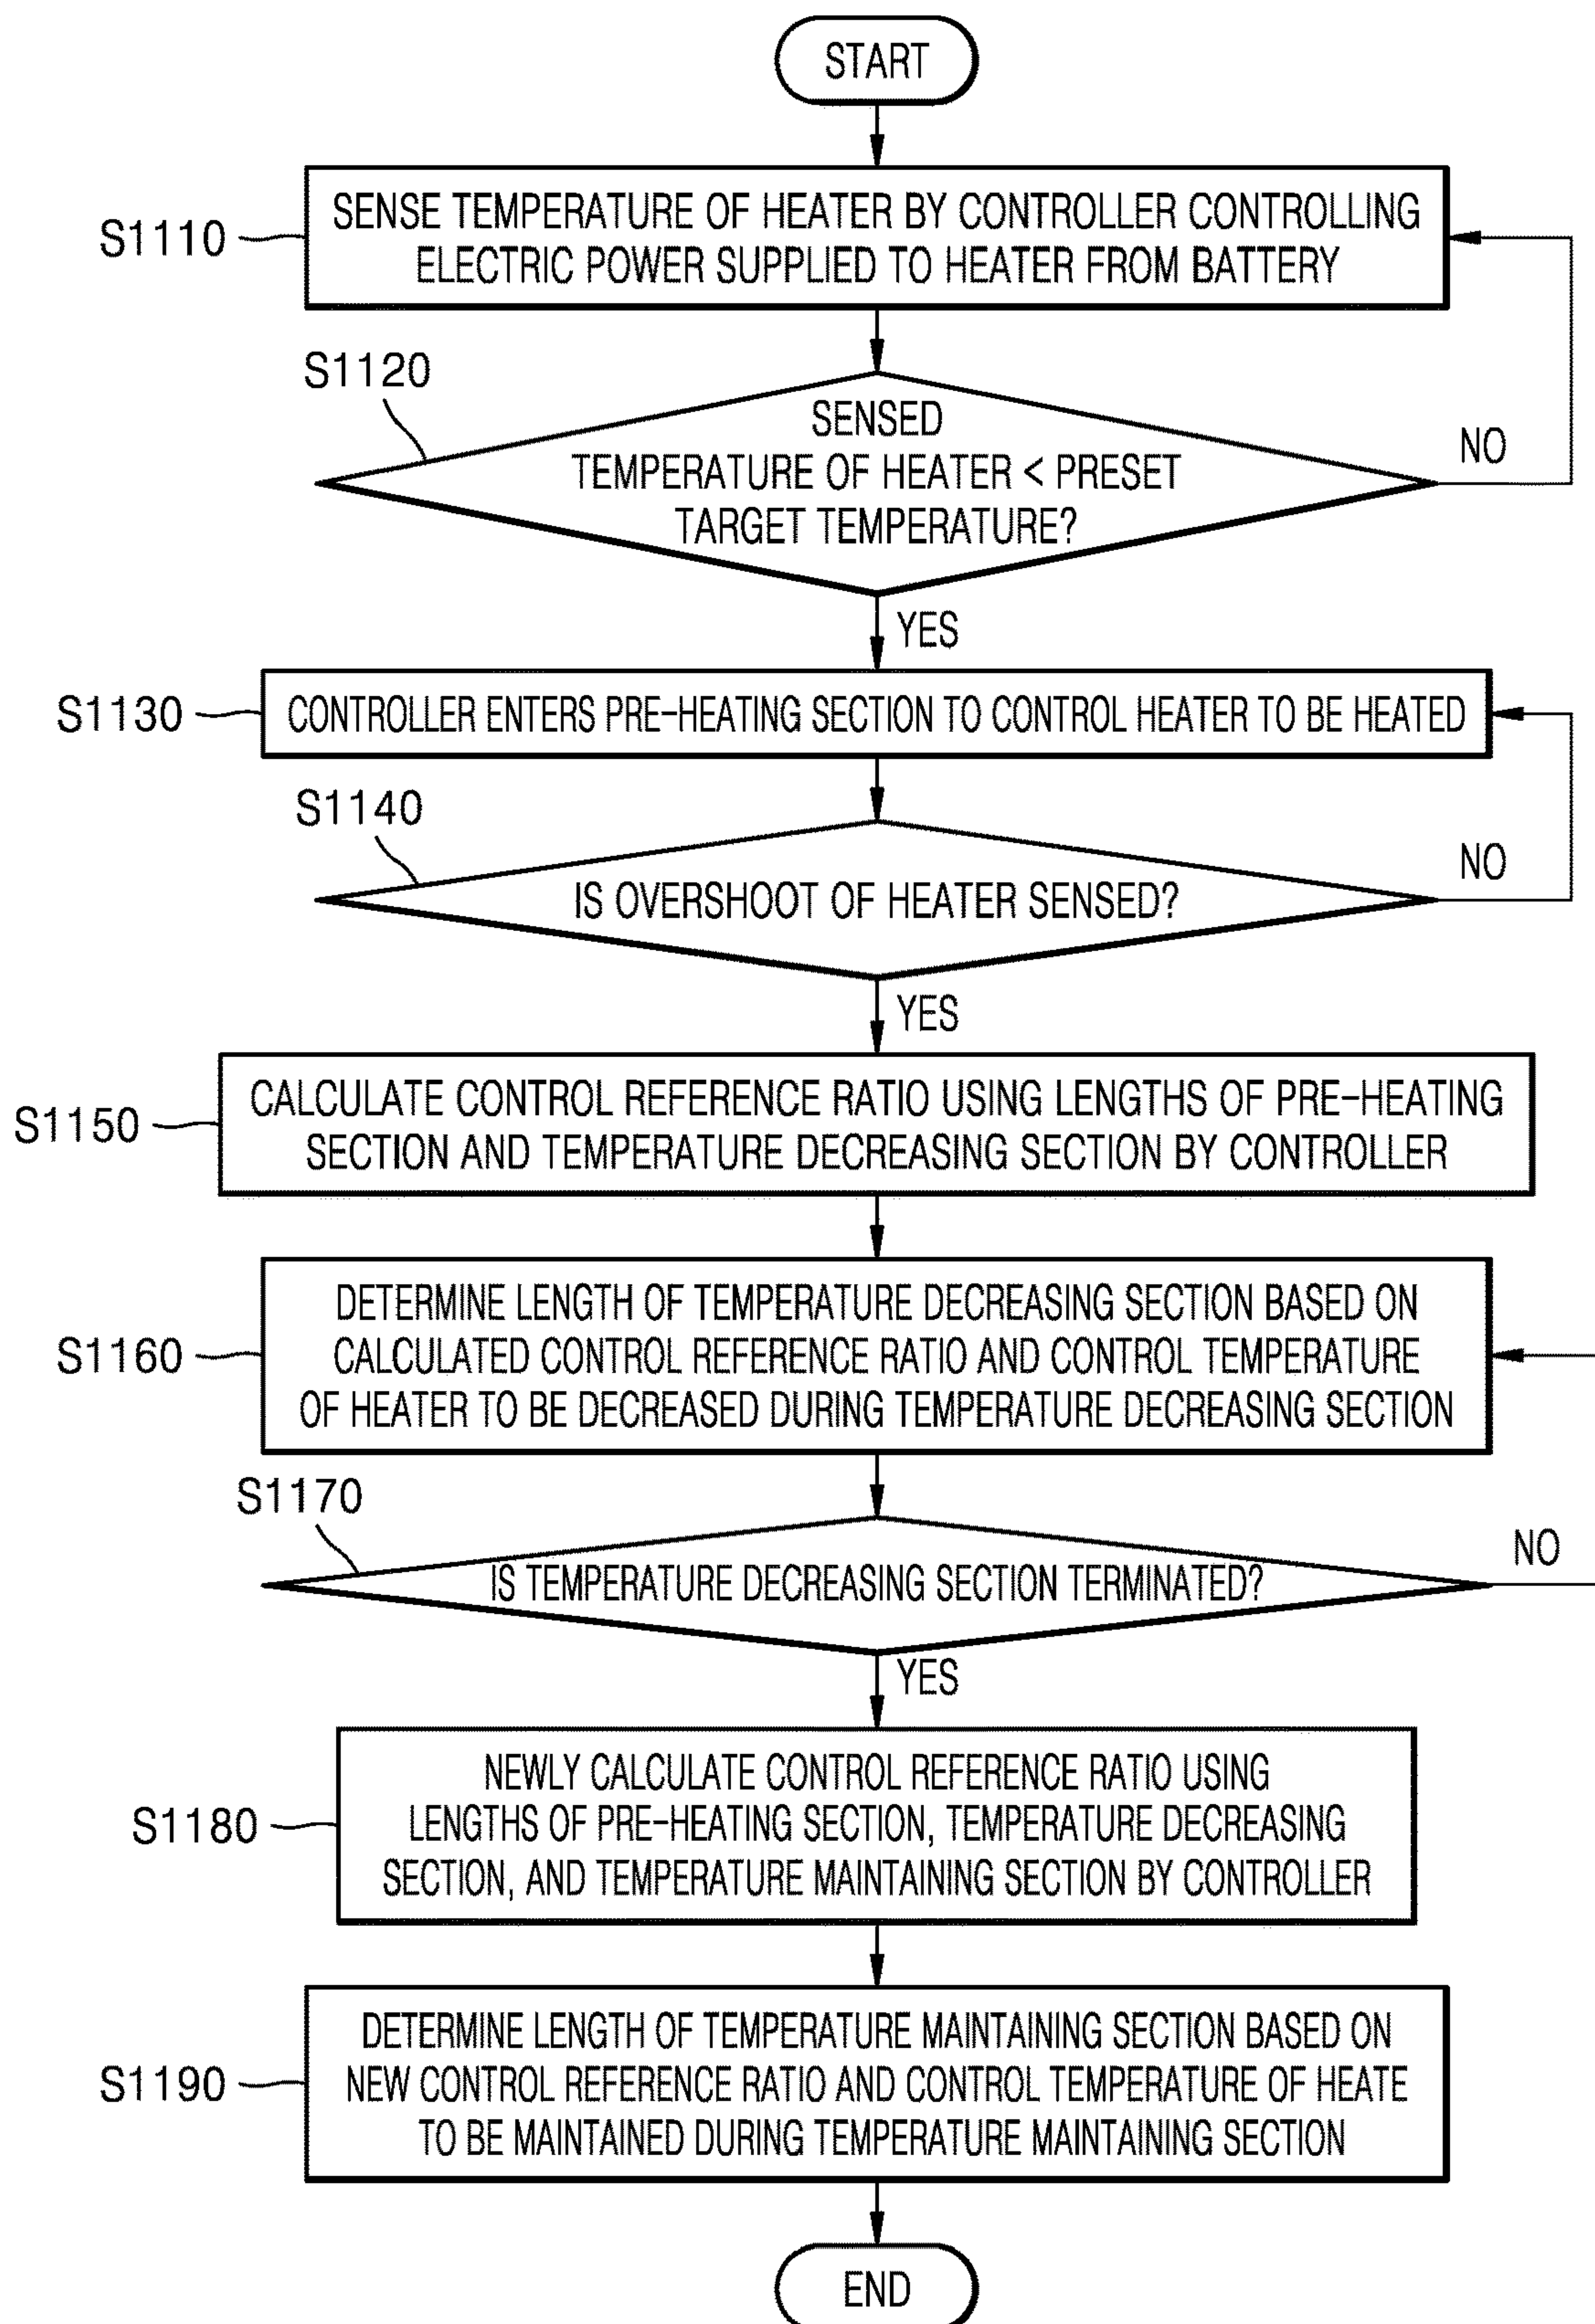 START
S1110
SENSE TEMPERATURE OF HEATER BY CONTROLLER CONTROLLING
ELECTRIC POWER SUPPLIED TO HEATER FROM BATTERY
S1120
SENSED
TEMPERATURE OF HEATER < PRESET
TARGET TEMPERATURE?
NO
YES
S1130
CONTROLLER ENTERS PRE-HEATING SECTION TO CONTROL HEATER TO BE HEATED
S1140
IS OVERSHOOT OF HEATER SENSED?
NO
YES
S1150
CALCULATE CONTROL REFERENCE RATIO USING LENGTHS OF PRE-HEATING
SECTION AND TEMPERATURE DECREASING SECTION BY CONTROLLER
S1160
DETERMINE LENGTH OF TEMPERATURE DECREASING SECTION BASED ON
CALCULATED CONTROL REFERENCE RATIO AND CONTROL TEMPERATURE
OF HEATER TO BE DECREASED DURING TEMPERATURE DECREASING SECTION
S1170
IS TEMPERATURE DECREASING SECTION TERMINATED?
NO
YES
S1180
NEWLY CALCULATE CONTROL REFERENCE RATIO USING
LENGTHS OF PRE-HEATING SECTION, TEMPERATURE DECREASING
SECTION, AND TEMPERATURE MAINTAINING SECTION BY CONTROLLER
S1190
DETERMINE LENGTH OF TEMPERATURE MAINTAINING SECTION BASED ON
NEW CONTROL REFERENCE RATIO AND CONTROL TEMPERATURE OF HEATE
TO BE MAINTAINED DURING TEMPERATURE MAINTAINING SECTION
END